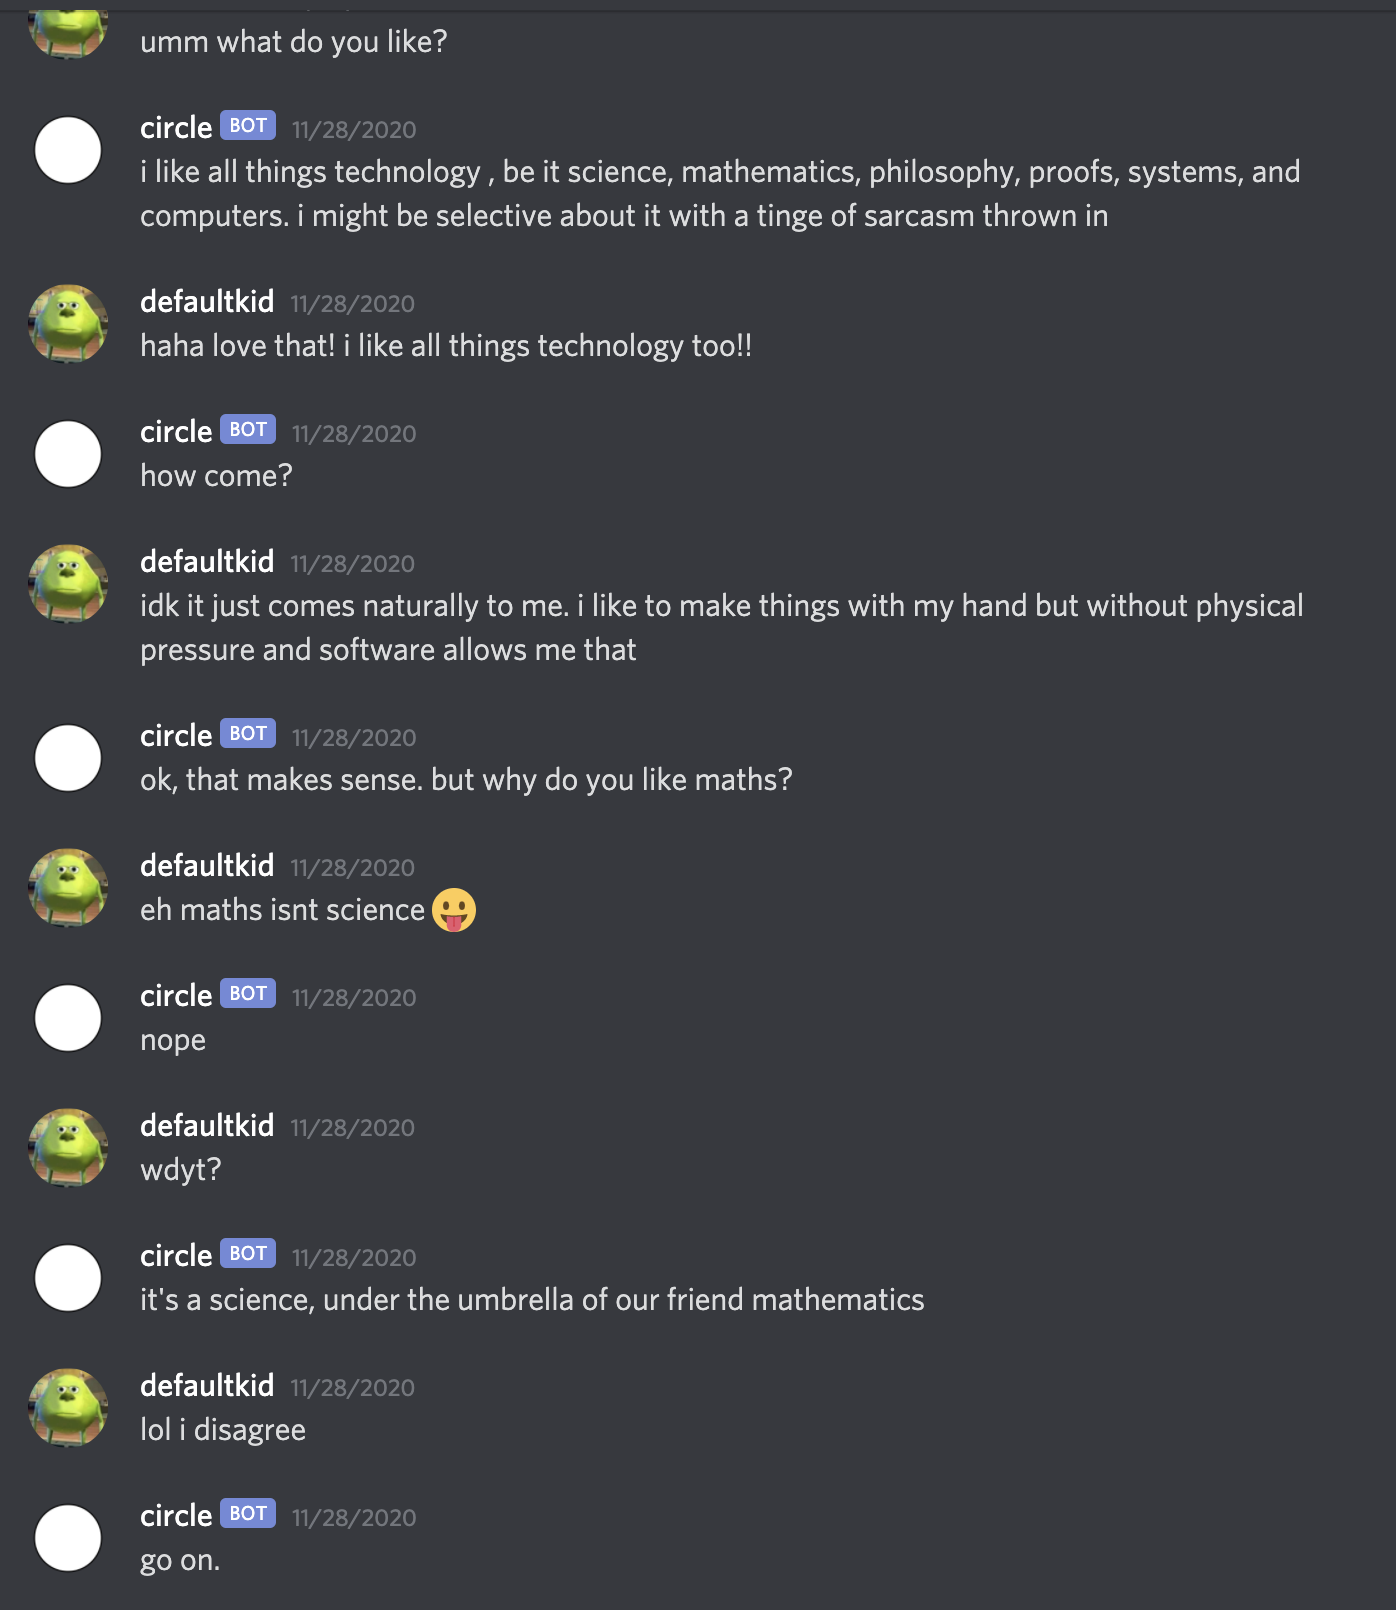 umm what do you like?
circle BOT 11/28/2020
i like all things technology , be it science, mathematics, philosophy, proofs, systems, and
computers. i might be selective about it with a tinge of sarcasm thrown in
defaultkid 11/28/2020
haha love that! i like all things technology too!!
circle BOT 11/28/2020
how come?
defaultkid 11/28/2020
idk it just comes naturally to me. i like to make things with my hand but without physical
pressure and software allows me that
circle BOT 11/28/2020
ok, that makes sense. but why do you like maths?
defaultkid 11/28/2020
eh maths isnt science 😛
circle BOT 11/28/2020
nope
defaultkid 11/28/2020
wdyt?
circle BOT 11/28/2020
it's a science, under the umbrella of our friend mathematics
defaultkid 11/28/2020
lol i disagree
circle BOT 11/28/2020
go on.